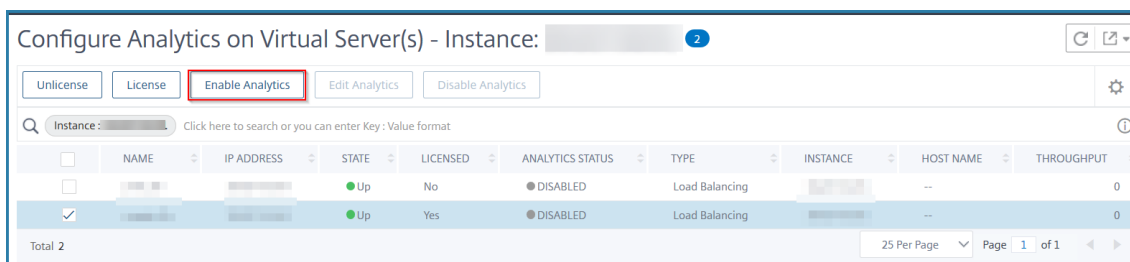 Configure Analytics on Virtual Server(s) - Instance: 2
Unlicense License Enable Analytics Edit Analytics Disable Analytics
Instance : Click here to search or you can enter Key : Value format
NAME IP ADDRESS STATE LICENSED ANALYTICS STATUS TYPE INSTANCE HOST NAME THROUGHPUT
Up No DISABLED Load Balancing -- 0
Up Yes DISABLED Load Balancing -- 0
Total 2 25 Per Page Page 1 of 1